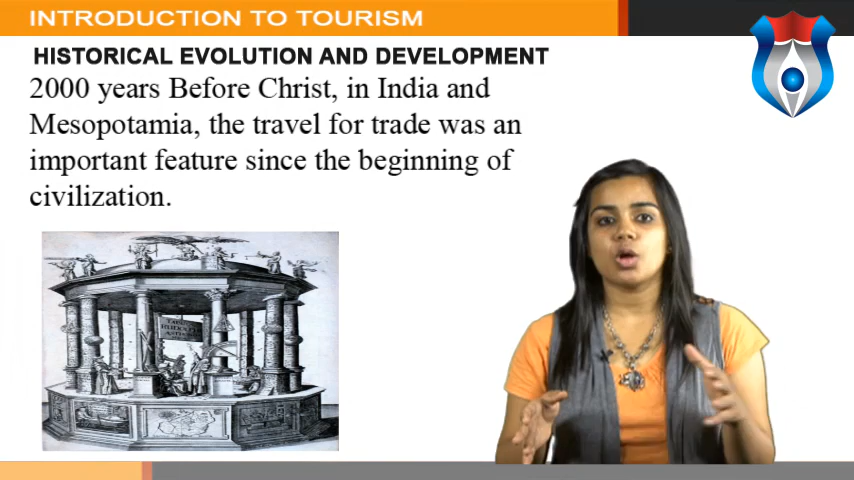 INTRODUCTION TO TOURISM
HISTORICAL EVOLUTION AND DEVELOPMENT
2000 years Before Christ, in India and
Mesopotamia, the travel for trade was an
important feature since the beginning of
civilization.